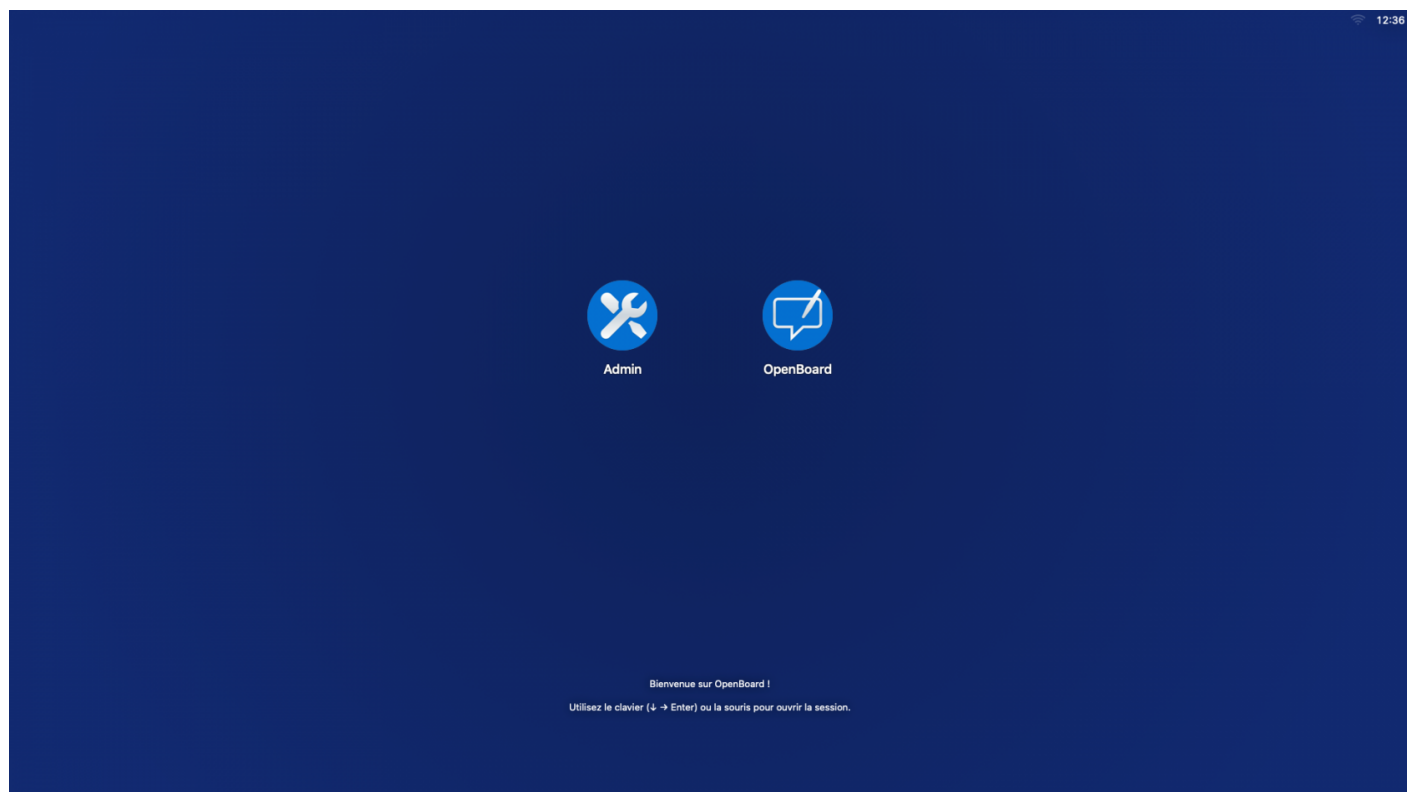 12:36
Admin
OpenBoard
Bienvenue sur OpenBoard !
Utilisez le clavier (↓ → Enter) ou la souris pour ouvrir la session.